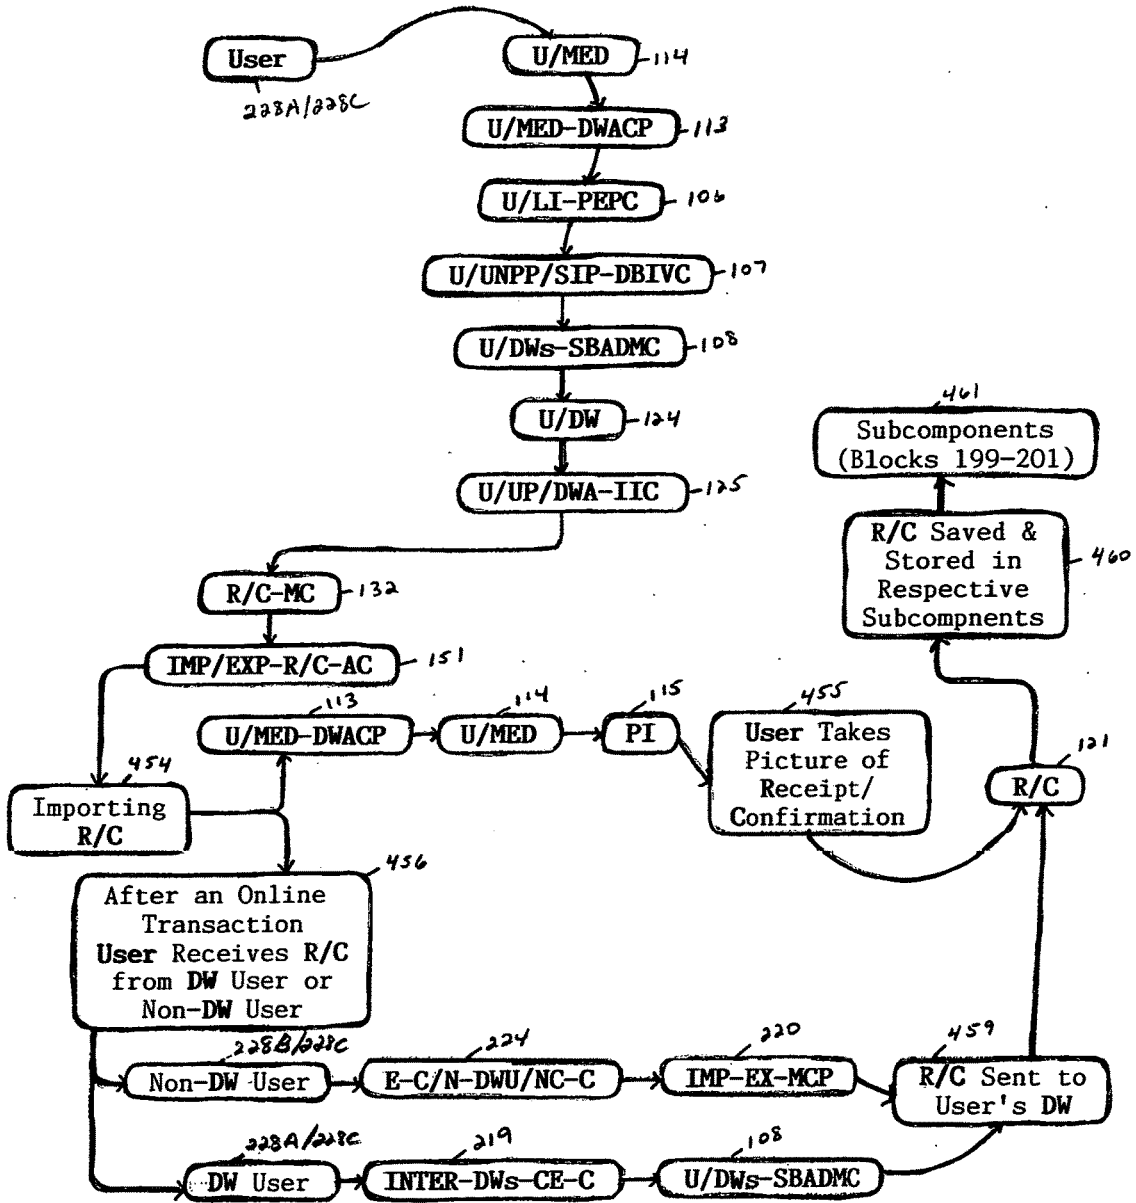 User
228A/228C
U/MED
114
U/MED-DWACP
113
U/LI-PEPC
106
U/UNPP/SIP-DBIVC
107
U/DWs-SBADMC
108
U/DW
124
U/UP/DWA-IIC
125
R/C-MC
132
IMP/EXP-R/C-AC
151
454
Importing
R/C
113
U/MED-DWACP
114
U/MED
115
PI
455
User Takes
Picture of
Receipt/
Confirmation
121
R/C
460
R/C Saved &
Stored in
Respective
Subcompnents
461
Subcomponents
(Blocks 199-201)
456
After an Online
Transaction
User Receives R/C
from DW User or
Non-DW User
228B/228C
Non-DW User
224
E-C/N-DWU/NC-C
220
IMP-EX-MCP
459
R/C Sent to
User's DW
228A/228C
DW User
219
INTER-DWs-CE-C
108
U/DWs-SBADMC